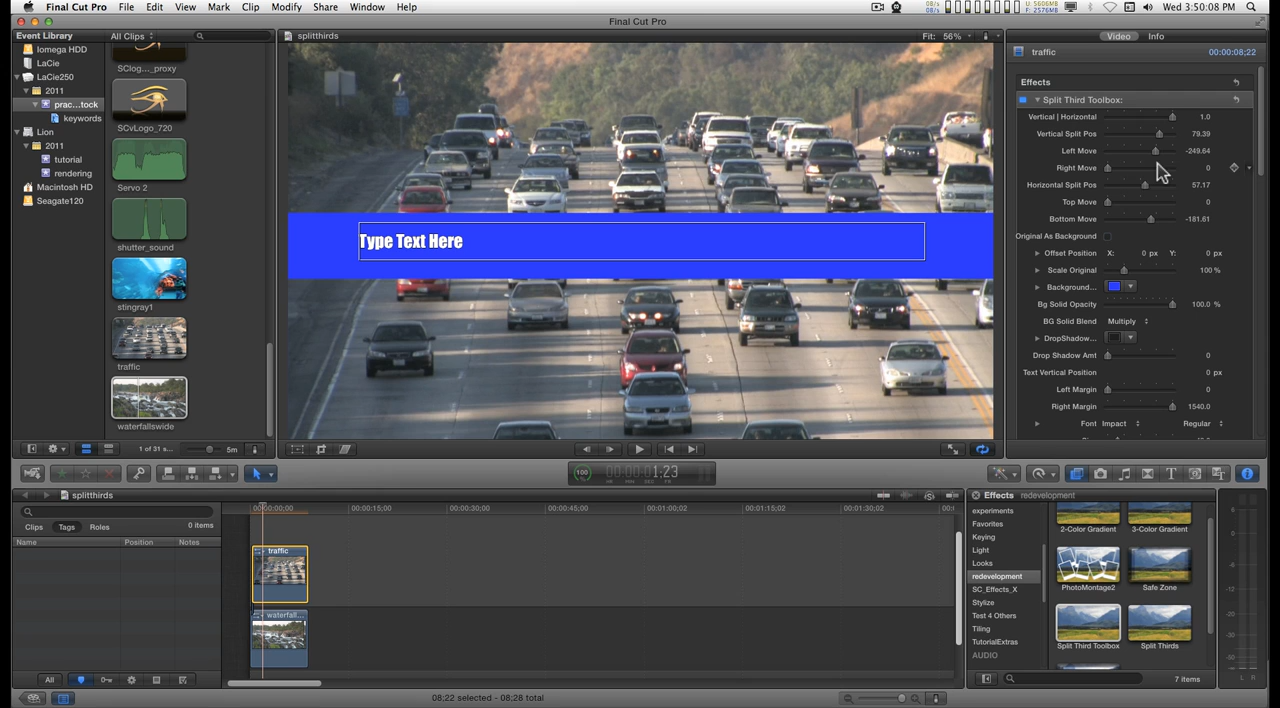 Final Cut Pro File Edit View Mark Clip Modify Share Window Help
Wed 3:50:08 PM
Final Cut Pro
Event Library
All Clips
Iomega HDD
LaCie
LaCie250
2011
prac...tock
keywords
Lion
2011
tutorial
rendering
Macintosh HD
Seagate120
SClog..._proxy
SCvLogo_720
Servo 2
shutter_sound
stingray1
traffic
waterfallswide
1 of 31 s...
5m
splitthirds
Fit: 56%
Type Text Here
Video Info
traffic
00:00:08;22
Effects
Split Third Toolbox:
Vertical | Horizontal 1.0
Vertical Split Pos 79.39
Left Move -249.64
Right Move 0
Horizontal Split Pos 57.17
Top Move 0
Bottom Move -181.61
Original As Background
Offset Position X: 0 px Y: 0 px
Scale Original 100 %
Background...
Bg Solid Opacity 100.0 %
BG Solid Blend Multiply
DropShadow...
Drop Shadow Amt 0
Text Vertical Position 0 px
Left Margin 0
Right Margin 1540.0
Font Impact Regular
100
1:23
HR MIN SEC FR
splitthirds
Clips Tags Roles 0 items
Name Position Notes
00:00:00;00 00:00:15;00 00:00:30;00 00:00:45;00 00:01:00;02 00:01:15;02 00:01:30;02
traffic
waterfall...
All
08;22 selected - 08:28 total
Effects redevelopment
experiments
Favorites
Keying
Light
Looks
redevelopment
SC_Effects_X
Stylize
Test 4 Others
Tiling
TutorialExtras
AUDIO
2-Color Gradient
3-Color Gradient
PhotoMontage2
Safe Zone
Split Third Toolbox
Split Thirds
7 items
L R